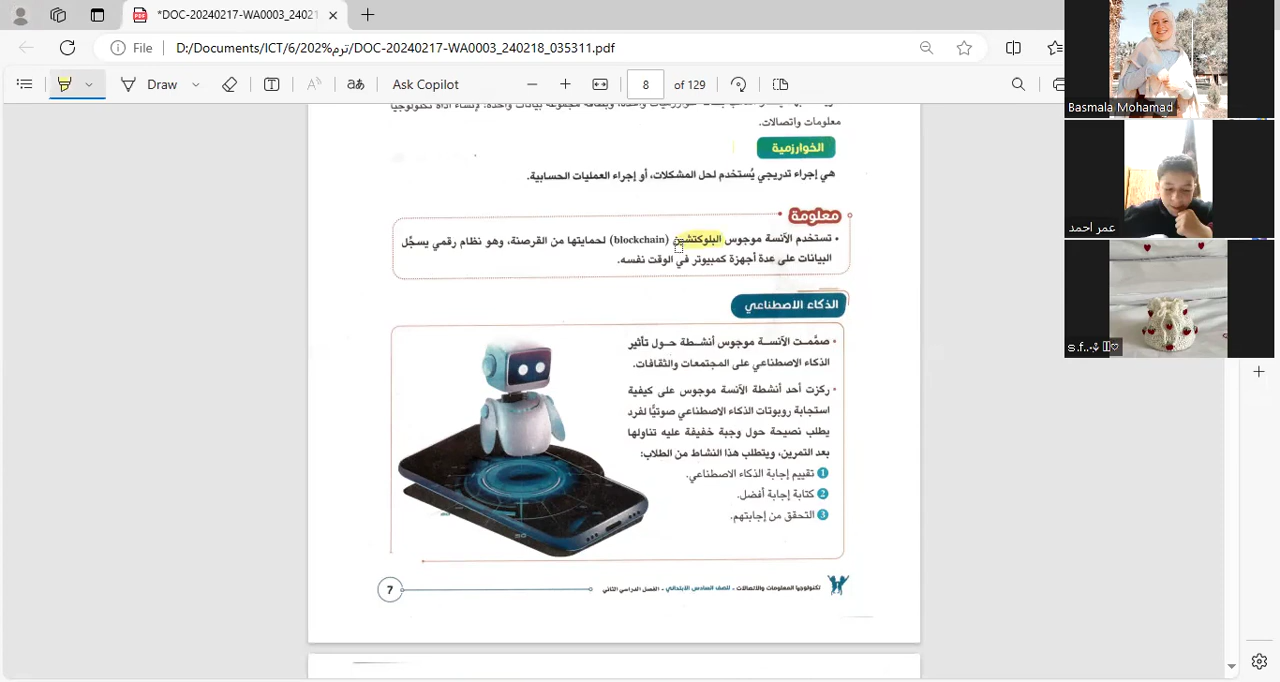 *DOC-20240217-WA0003_24021
File
D:/Documents/ICT/6/202%ترم/DOC-20240217-WA0003_240218_035311.pdf
Draw
aあ
Ask Copilot
8
of 129
معلومات واتصالات.
الخوارزمية
هي إجراء تدريجي يُستخدم لحل المشكلات، أو إجراء العمليات الحسابية.
معلومة
• تستخدم الآنسة موجوس البلوكتشين (blockchain) لحمايتها من القرصنة، وهو نظام رقمي يسجِّل
البيانات على عدة أجهزة كمبيوتر في الوقت نفسه.
الذكاء الاصطناعي
• صمَّمت الآنسة موجوس أنشطة حول تأثير
الذكاء الاصطناعي على المجتمعات والثقافات.
• ركزت أحد أنشطة الآنسة موجوس على كيفية
استجابة روبوتات الذكاء الاصطناعي صوتيًّا لفرد
يطلب نصيحة حول وجبة خفيفة عليه تناولها
بعد التمرين، ويتطلب هذا النشاط من الطلاب:
1 تقييم إجابة الذكاء الاصطناعي.
2 كتابة إجابة أفضل.
3 التحقق من إجابتهم.
تكنولوجيا المعلومات والاتصالات - للصف السادس الابتدائي - الفصل الدراسي الثاني
7
Basmala Mohamad
عمر احمد
s.f..